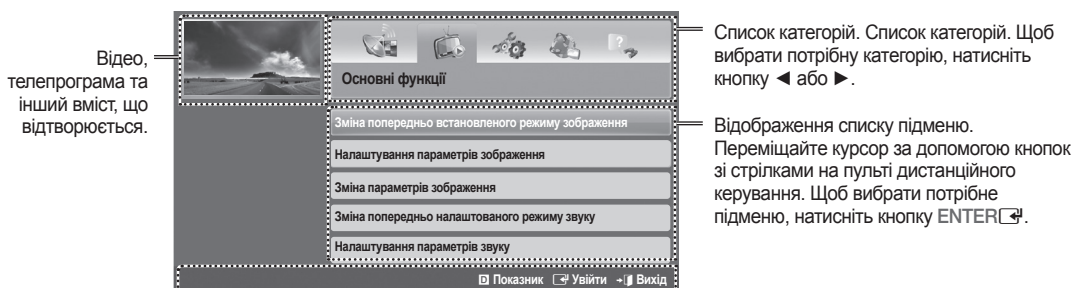 Відео,
телепрограма та
інший вміст, що
відтворюється.
Основні функції
Зміна попередньо встановленого режиму зображення
Налаштування параметрів зображення
Зміна параметрів зображення
Зміна попередньо налаштованого режиму звуку
Налаштування параметрів звуку
D Показник Увійти Вихід
Список категорій. Список категорій. Щоб
вибрати потрібну категорію, натисніть
кнопку ◄ або ►.
Відображення списку підменю.
Переміщайте курсор за допомогою кнопок
зі стрілками на пульті дистанційного
керування. Щоб вибрати потрібне
підменю, натисніть кнопку ENTER.